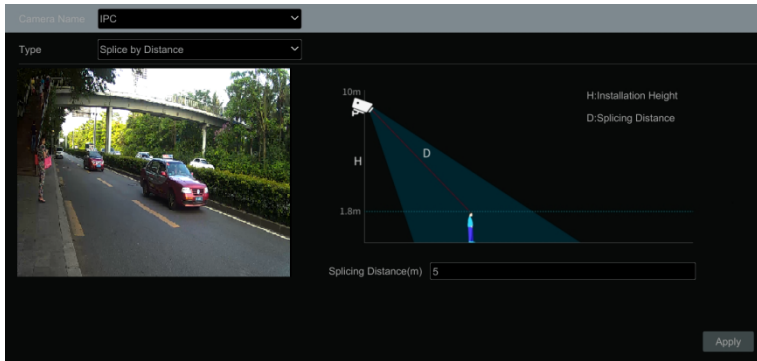 Camera Name IPC
Type Splice by Distance
10m
H:Installation Height
D:Splicing Distance
H
D
1.8m
Splicing Distance(m) 5
Apply